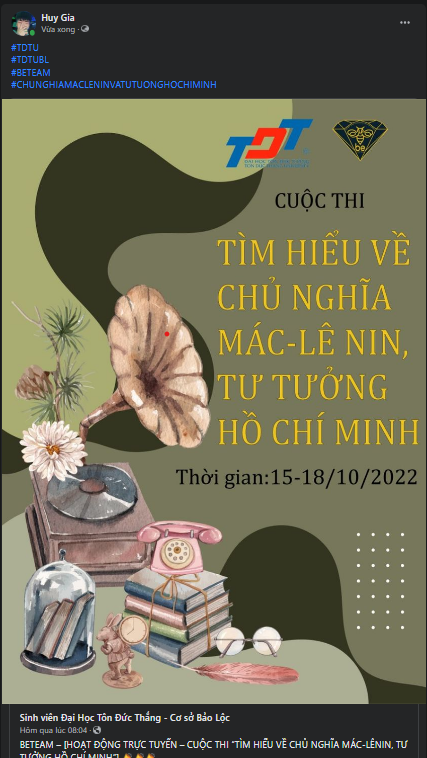 Huy Gia
Vừa xong ·
#TDTU
#TDTUBL
#BETEAM
#CHUNGHIAMACLENINVATUTUONGHOCHIMINH
TDT
be
CUỘC THI
TÌM HIỂU VỀ
CHỦ NGHĨA
MÁC-LÊ NIN,
TƯ TƯỞNG
HỒ CHÍ MINH
Thời gian:15-18/10/2022
Sinh viên Đại Học Tôn Đức Thắng - Cơ sở Bảo Lộc
Hôm qua lúc 08:04 ·
BETEAM – [HOẠT ĐỘNG TRỰC TUYẾN – CUỘC THI "TÌM HIỂU VỀ CHỦ NGHĨA MÁC-LÊNIN, TƯ
TƯỞNG HỒ CHÍ MINH"]